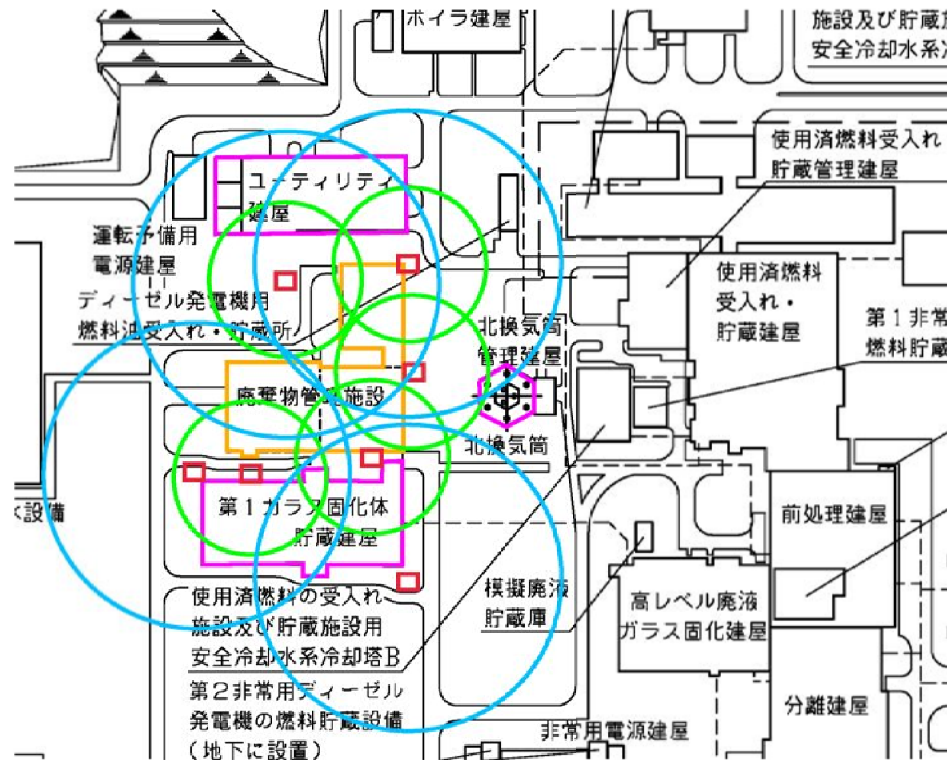 ボイラ建屋
施設及び貯蔵
安全冷却水系
使用済燃料受入れ
貯蔵管理建屋
ユーティリティ
建屋
運転予備用
電源建屋
ディーゼル発電機用
燃料油受入れ・貯蔵所
使用済燃料
受入れ・
貯蔵建屋
第1非常
燃料貯蔵
北換気筒
管理建屋
廃棄物管理施設
北換気筒
水設備
第1ガラス固化体
貯蔵建屋
前処理建屋
使用済燃料の受入れ
施設及び貯蔵施設用
安全冷却水系冷却塔B
模擬廃液
貯蔵庫
高レベル廃液
ガラス固化建屋
第2非常用ディーゼル
発電機の燃料貯蔵設備
(地下に設置)
分離建屋
非常用電源建屋